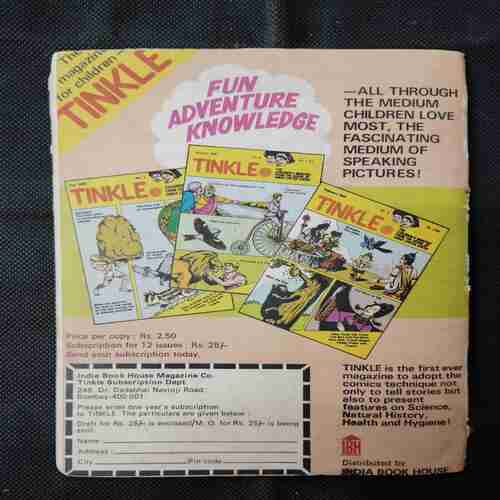 The
magazine
for children -
TINKLE
FUN
ADVENTURE
KNOWLEDGE
—ALL THROUGH
THE MEDIUM
CHILDREN LOVE
MOST, THE
FASCINATING
MEDIUM OF
SPEAKING
PICTURES!
TINKLE
TINKLE
TINKLE
Price per copy : Rs. 2.50
Subscription for 12 issues : Rs. 25/-
Send your subscription today.
India Book House Magazine Co.
Tinkle Subscription Dept.
249, Dr. Dadabhai Naoroji Road
Bombay-400 001
Please enter one year's subscription
to TINKLE. The particulars are given below :
Draft for Rs. 25/- is enclosed/M. O. for Rs. 25/- is being
sent.
Name
Address :
City
Pin code
TINKLE is the first ever
magazine to adopt the
comics technique not
only to tell stories but
also to present
features on Science,
Natural History,
Health and Hygiene!
IBH
Distributed by
INDIA BOOK HOUSE